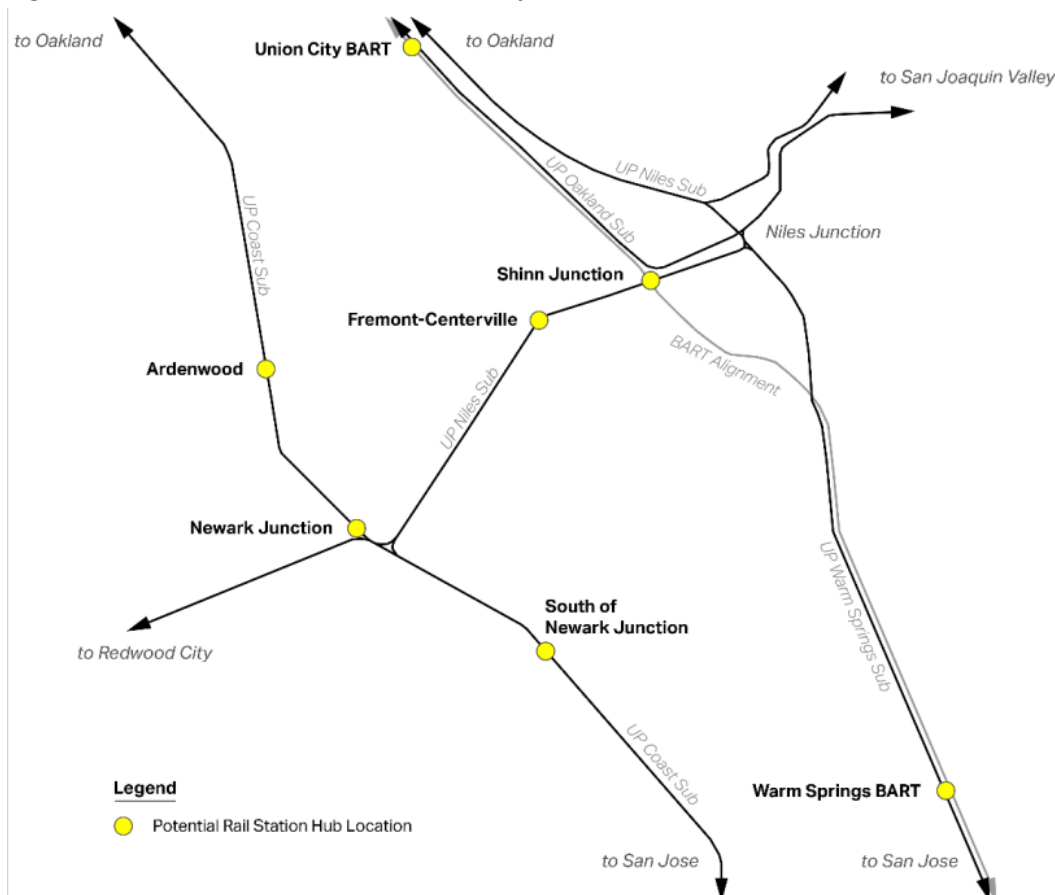 to Oakland
Union City BART
to Oakland
to San Joaquin Valley
UP Niles Sub
UP Oakland Sub
UP Coast Sub
Niles Junction
Shinn Junction
Fremont-Centerville
BART Alignment
Ardenwood
UP Niles Sub
Newark Junction
South of
Newark Junction
UP Warm Springs Sub
to Redwood City
UP Coast Sub
Legend
Warm Springs BART
Potential Rail Station Hub Location
to San Jose
to San Jose